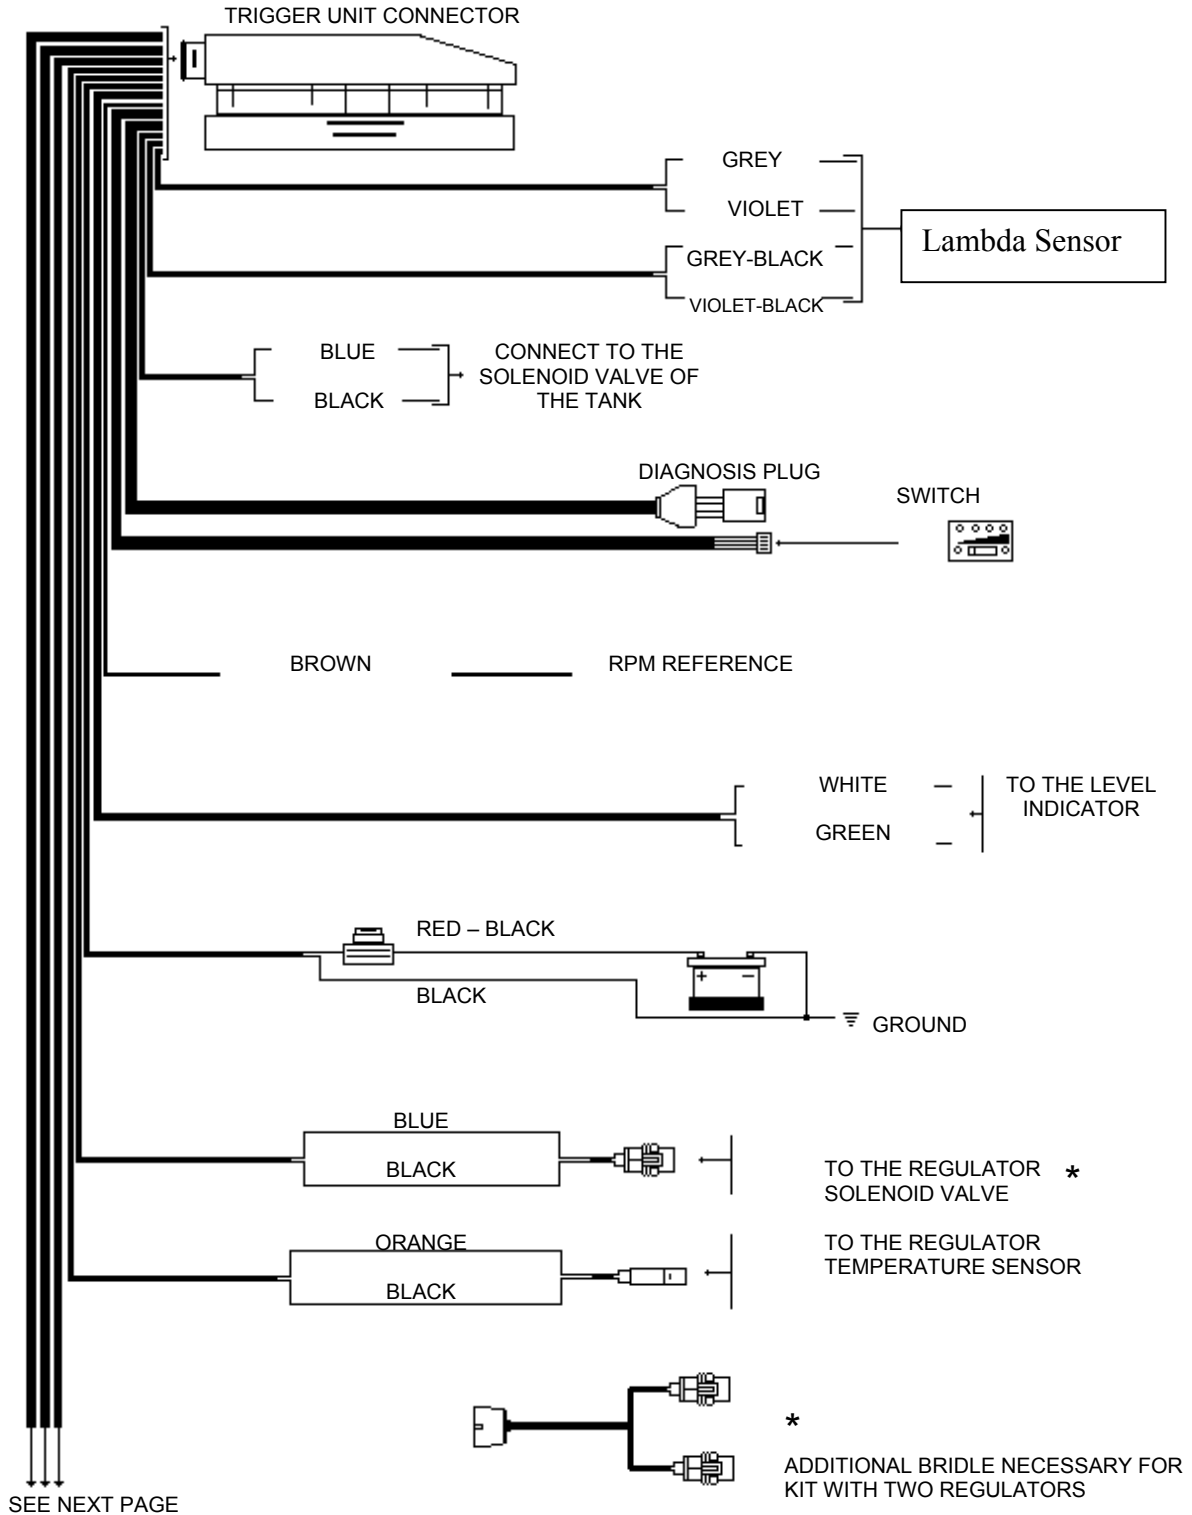 TRIGGER UNIT CONNECTOR
GREY
VIOLET
GREY-BLACK
VIOLET-BLACK
Lambda Sensor
BLUE
BLACK
CONNECT TO THE
SOLENOID VALVE OF
THE TANK
DIAGNOSIS PLUG
SWITCH
BROWN
RPM REFERENCE
WHITE
GREEN
TO THE LEVEL
INDICATOR
RED – BLACK
+ –
BLACK
GROUND
BLUE
BLACK
TO THE REGULATOR *
SOLENOID VALVE
ORANGE
BLACK
TO THE REGULATOR
TEMPERATURE SENSOR
*
ADDITIONAL BRIDLE NECESSARY FOR
KIT WITH TWO REGULATORS
SEE NEXT PAGE